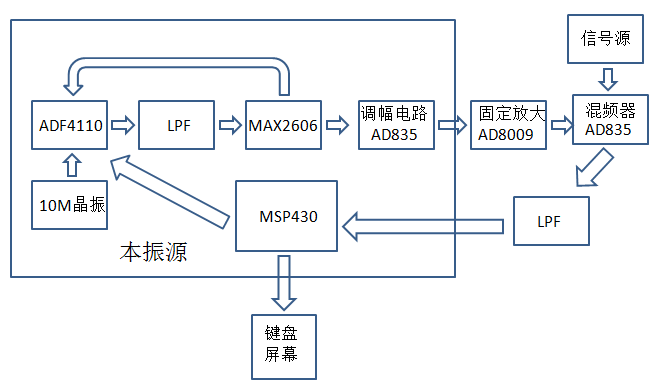 信号源
ADF4110
LPF
MAX2606
调幅电路
AD835
固定放大
AD8009
混频器
AD835
10M晶振
MSP430
LPF
本振源
键盘
屏幕